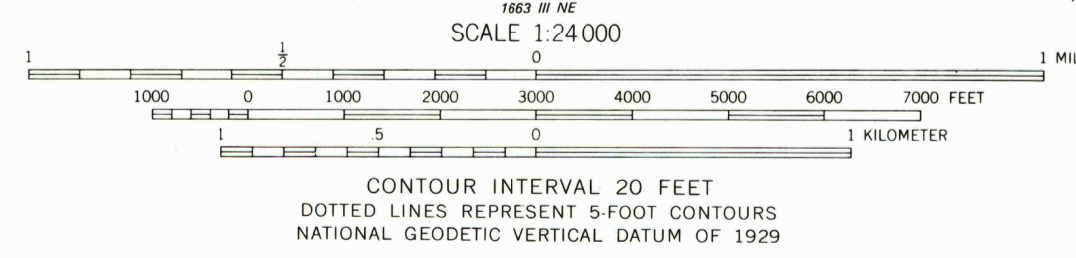 1663 III NE
SCALE 1:24 000
1 1/2 0 1
1000 0 1000 2000 3000 4000 5000 6000 7000 FEET
1 .5 0 1 KILOMETER
CONTOUR INTERVAL 20 FEET
DOTTED LINES REPRESENT 5-FOOT CONTOURS
NATIONAL GEODETIC VERTICAL DATUM OF 1929